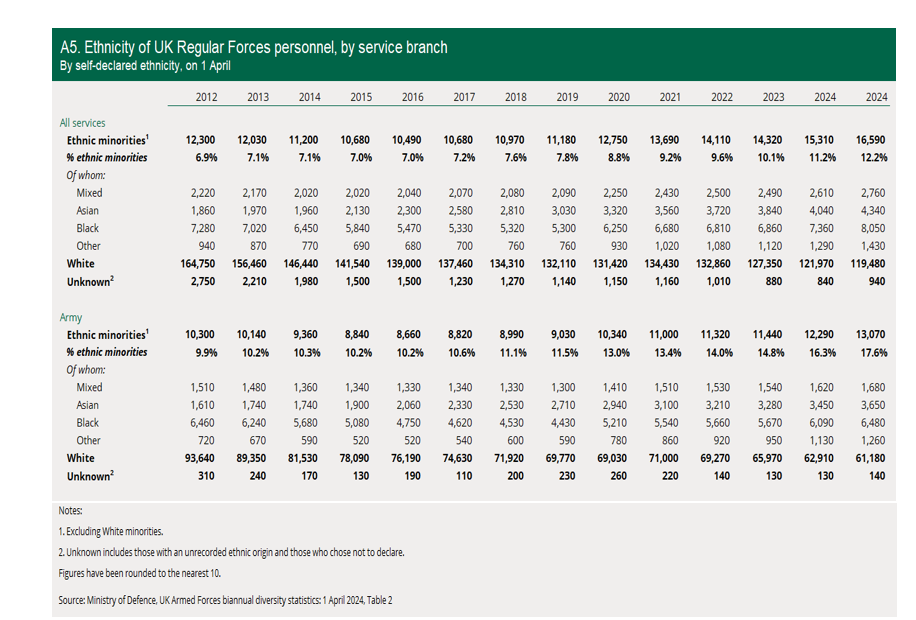 A5. Ethnicity of UK Regular Forces personnel, by service branch
By self-declared ethnicity, on 1 April
2012 2013 2014 2015 2016 2017 2018 2019 2020 2021 2022 2023 2024 2024
All services
Ethnic minorities¹ 12,300 12,030 11,200 10,680 10,490 10,680 10,970 11,180 12,750 13,690 14,110 14,320 15,310 16,590
% ethnic minorities 6.9% 7.1% 7.1% 7.0% 7.0% 7.2% 7.6% 7.8% 8.8% 9.2% 9.6% 10.1% 11.2% 12.2%
Of whom:
Mixed 2,220 2,170 2,020 2,020 2,040 2,070 2,080 2,090 2,250 2,430 2,500 2,490 2,610 2,760
Asian 1,860 1,970 1,960 2,130 2,300 2,580 2,810 3,030 3,320 3,560 3,720 3,840 4,040 4,340
Black 7,280 7,020 6,450 5,840 5,470 5,330 5,320 5,300 6,250 6,680 6,810 6,860 7,360 8,050
Other 940 870 770 690 680 700 760 760 930 1,020 1,080 1,120 1,290 1,430
White 164,750 156,460 146,440 141,540 139,000 137,460 134,310 132,110 131,420 134,430 132,860 127,350 121,970 119,480
Unknown² 2,750 2,210 1,980 1,500 1,500 1,230 1,270 1,140 1,150 1,160 1,010 880 840 940
Army
Ethnic minorities¹ 10,300 10,140 9,360 8,840 8,660 8,820 8,990 9,030 10,340 11,000 11,320 11,440 12,290 13,070
% ethnic minorities 9.9% 10.2% 10.3% 10.2% 10.2% 10.6% 11.1% 11.5% 13.0% 13.4% 14.0% 14.8% 16.3% 17.6%
Of whom:
Mixed 1,510 1,480 1,360 1,340 1,330 1,340 1,330 1,300 1,410 1,510 1,530 1,540 1,620 1,680
Asian 1,610 1,740 1,740 1,900 2,060 2,330 2,530 2,710 2,940 3,100 3,210 3,280 3,450 3,650
Black 6,460 6,240 5,680 5,080 4,750 4,620 4,530 4,430 5,210 5,540 5,660 5,670 6,090 6,480
Other 720 670 590 520 520 540 600 590 780 860 920 950 1,130 1,260
White 93,640 89,350 81,530 78,090 76,190 74,630 71,920 69,770 69,030 71,000 69,270 65,970 62,910 61,180
Unknown² 310 240 170 130 190 110 200 230 260 220 140 130 130 140
Notes:
1. Excluding White minorities.
2. Unknown includes those with an unrecorded ethnic origin and those who chose not to declare.
Figures have been rounded to the nearest 10.
Source: Ministry of Defence, UK Armed Forces biannual diversity statistics: 1 April 2024, Table 2